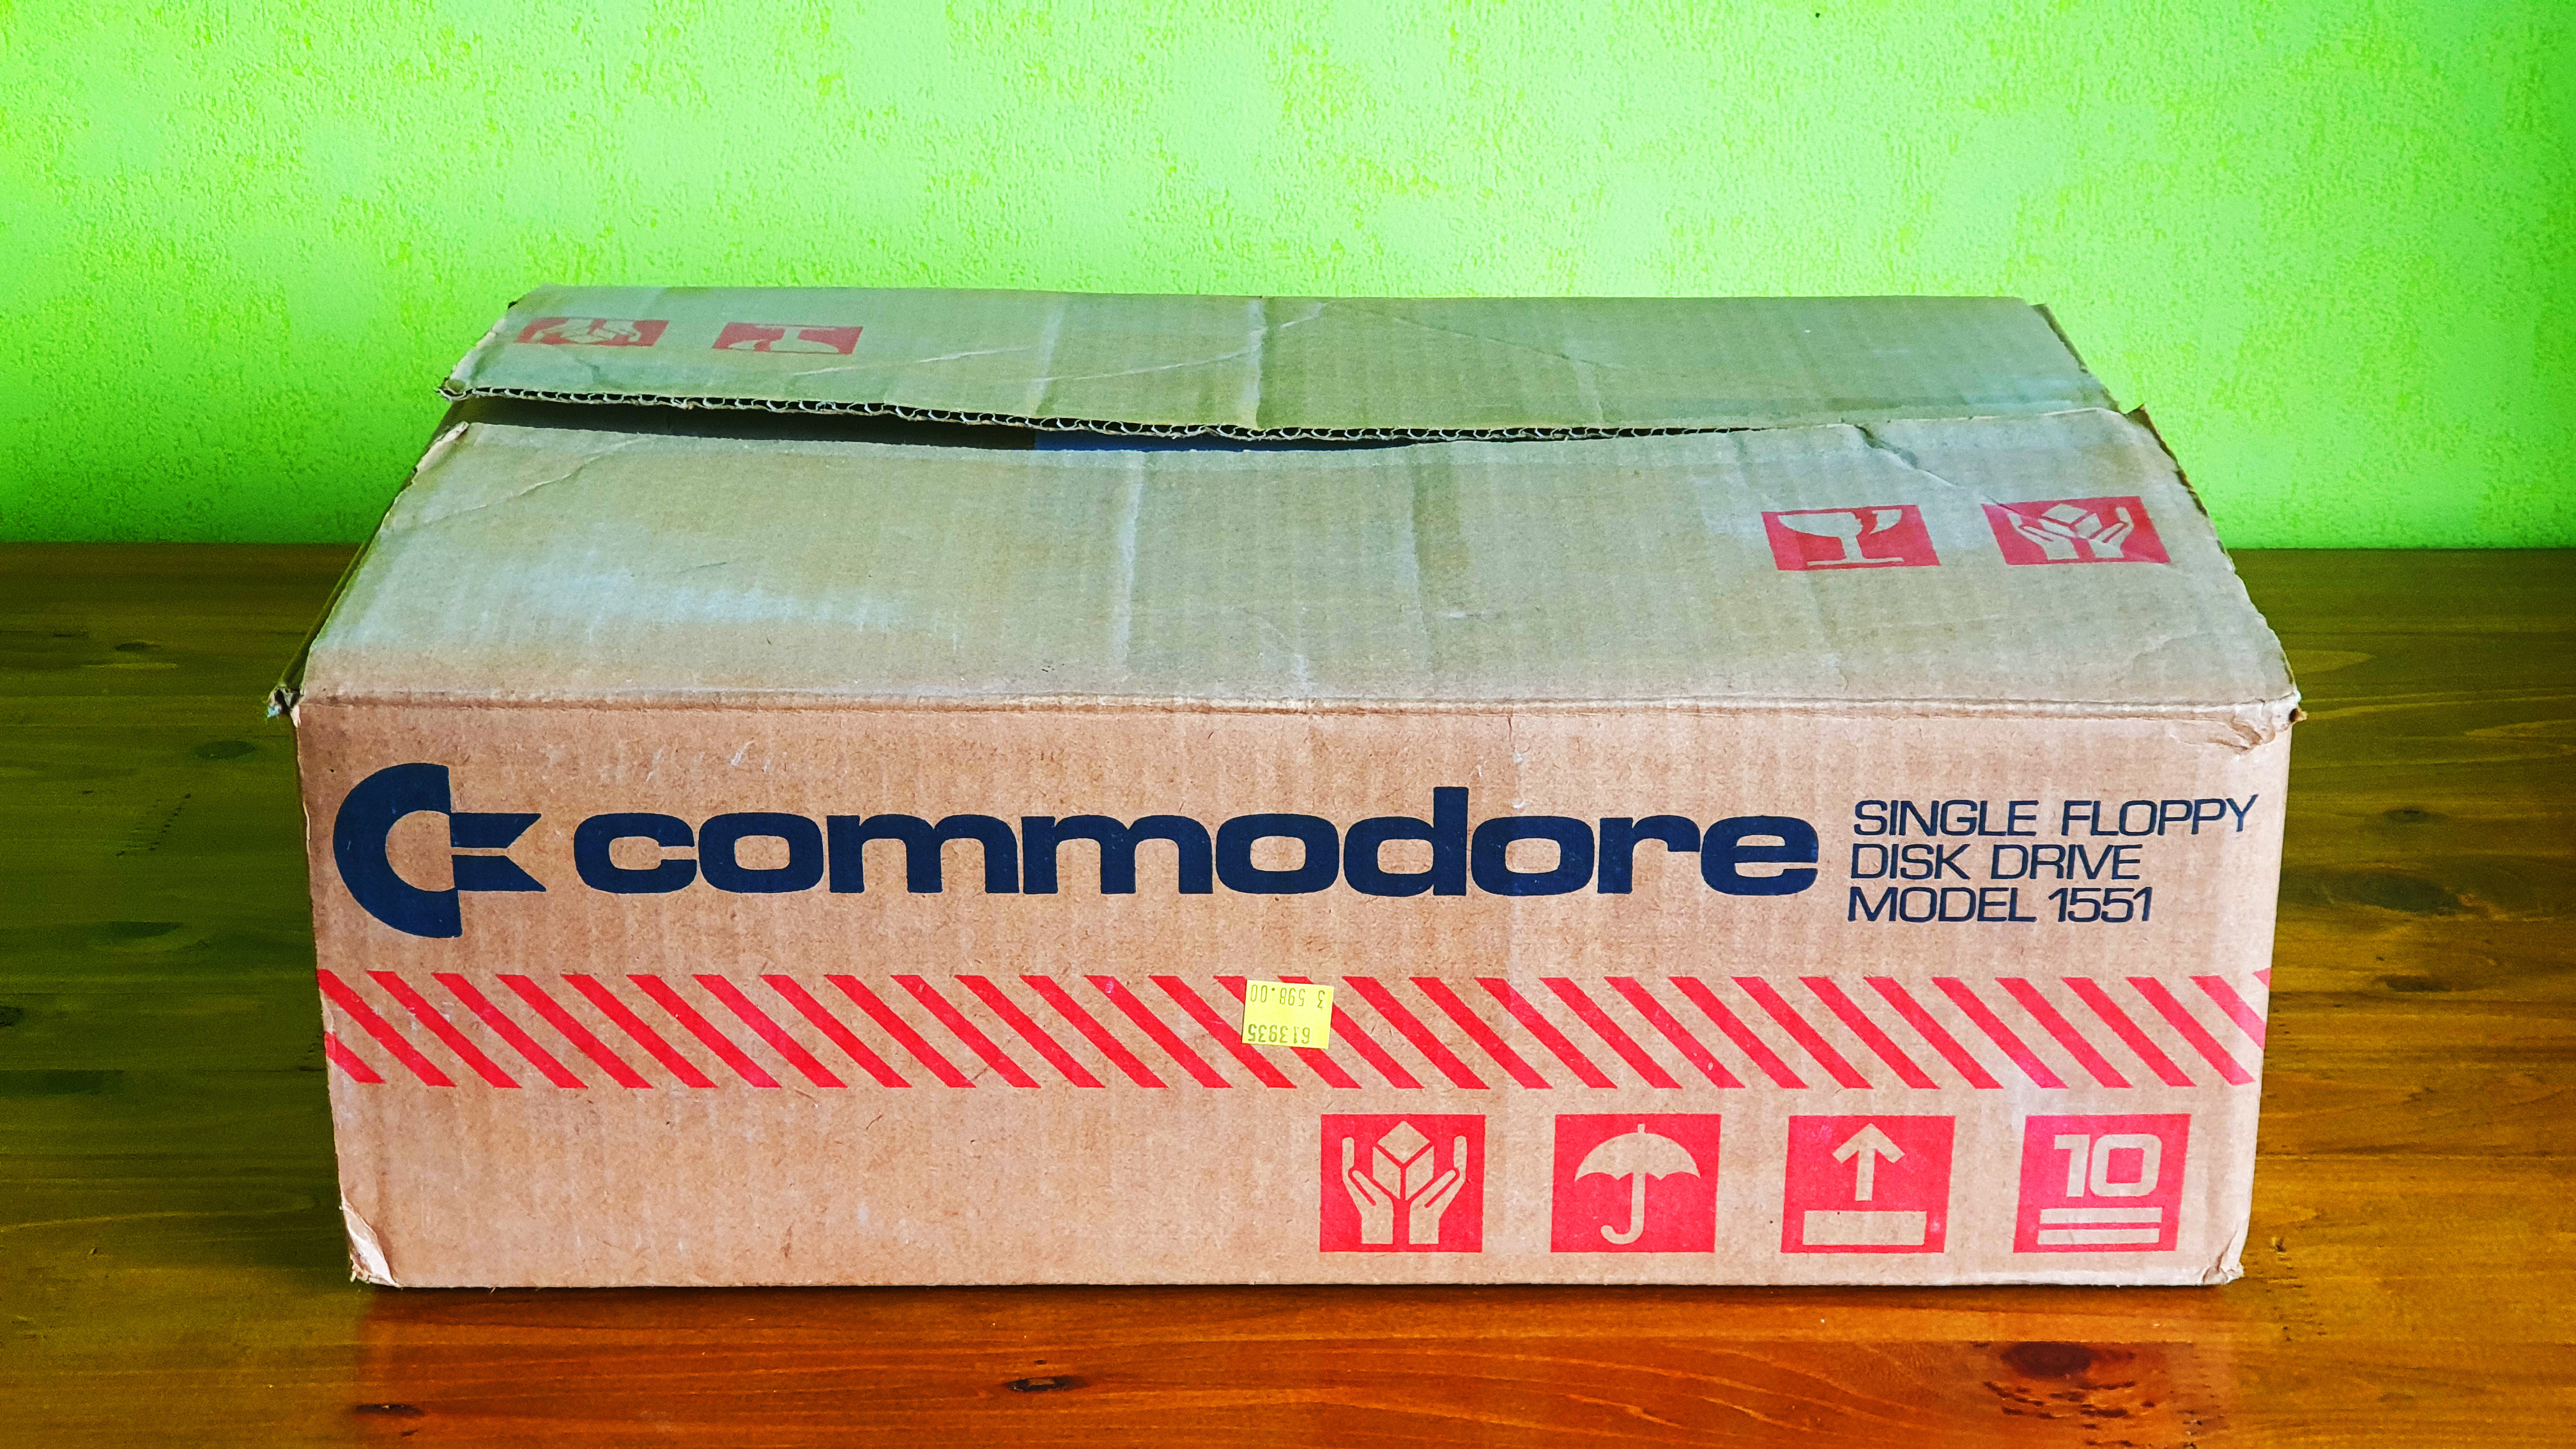 commodore
SINGLE FLOPPY
DISK DRIVE
MODEL 1551
613935
3 598.00
10